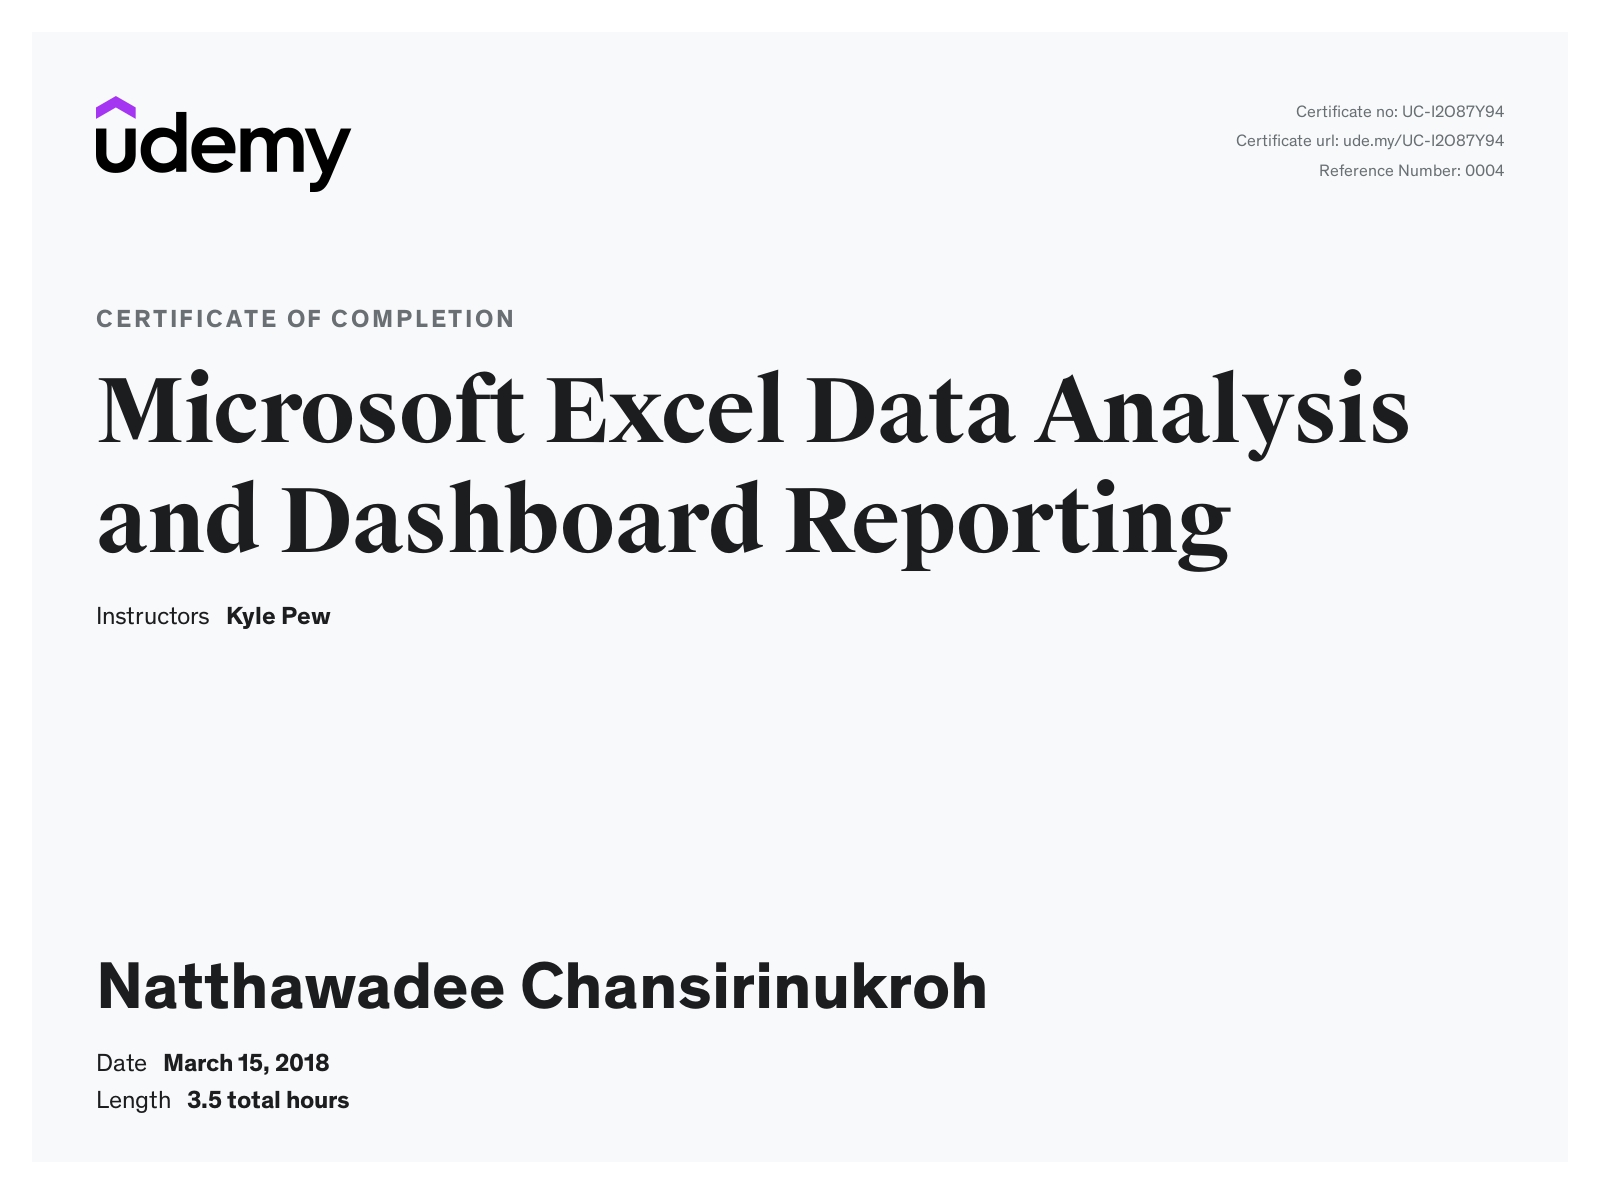 udemy
Certificate no: UC-I2O87Y94
Certificate url: ude.my/UC-I2O87Y94
Reference Number: 0004
CERTIFICATE OF COMPLETION
Microsoft Excel Data Analysis
and Dashboard Reporting
Instructors Kyle Pew
Natthawadee Chansirinukroh
Date March 15, 2018
Length 3.5 total hours